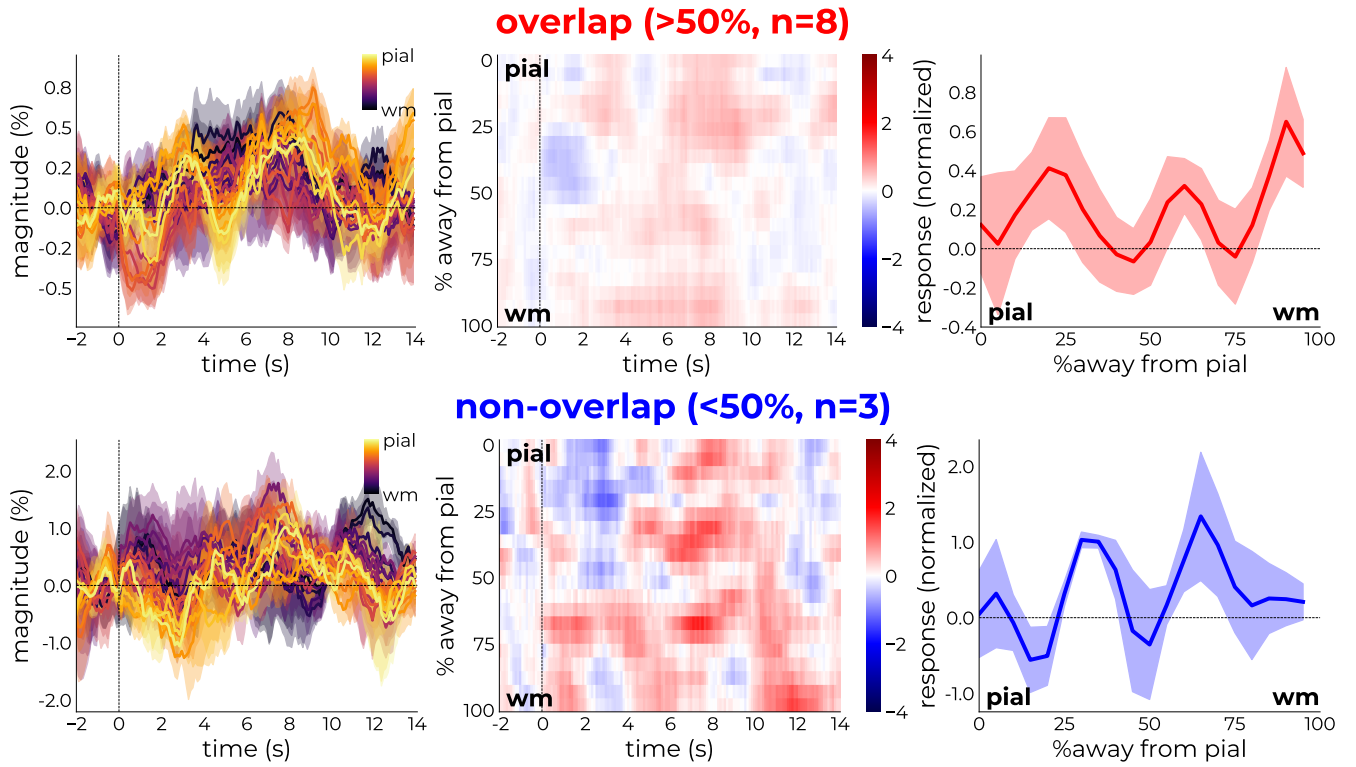 overlap (>50%, n=8)
magnitude (%)
0.8
0.5
0.2
0.0
-0.2
-0.5
pial
wm
−2 0 2 4 6 8 10 12 14
time (s)
% away from pial
0
25
50
75
100
pial
wm
-2 0 2 4 6 8 10 12 14
time (s)
4
2
0
−2
−4
response (normalized)
0.8
0.6
0.4
0.2
0.0
-0.2
-0.4
pial wm
0 25 50 75 100
%away from pial
non-overlap (<50%, n=3)
magnitude (%)
2.0
1.0
0.0
-1.0
-2.0
pial
wm
−2 0 2 4 6 8 10 12 14
time (s)
% away from pial
0
25
50
75
100
pial
wm
-2 0 2 4 6 8 10 12 14
time (s)
4
2
0
−2
−4
response (normalized)
2.0
1.0
0.0
-1.0
pial wm
0 25 50 75 100
%away from pial